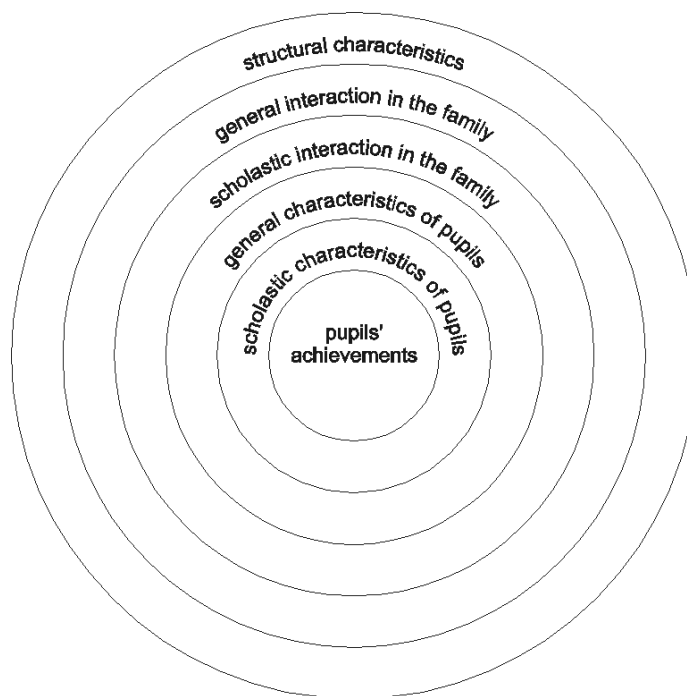 structural characteristics
general interaction in the family
scholastic interaction in the family
general characteristics of pupils
scholastic characteristics of pupils
pupils'
achievements